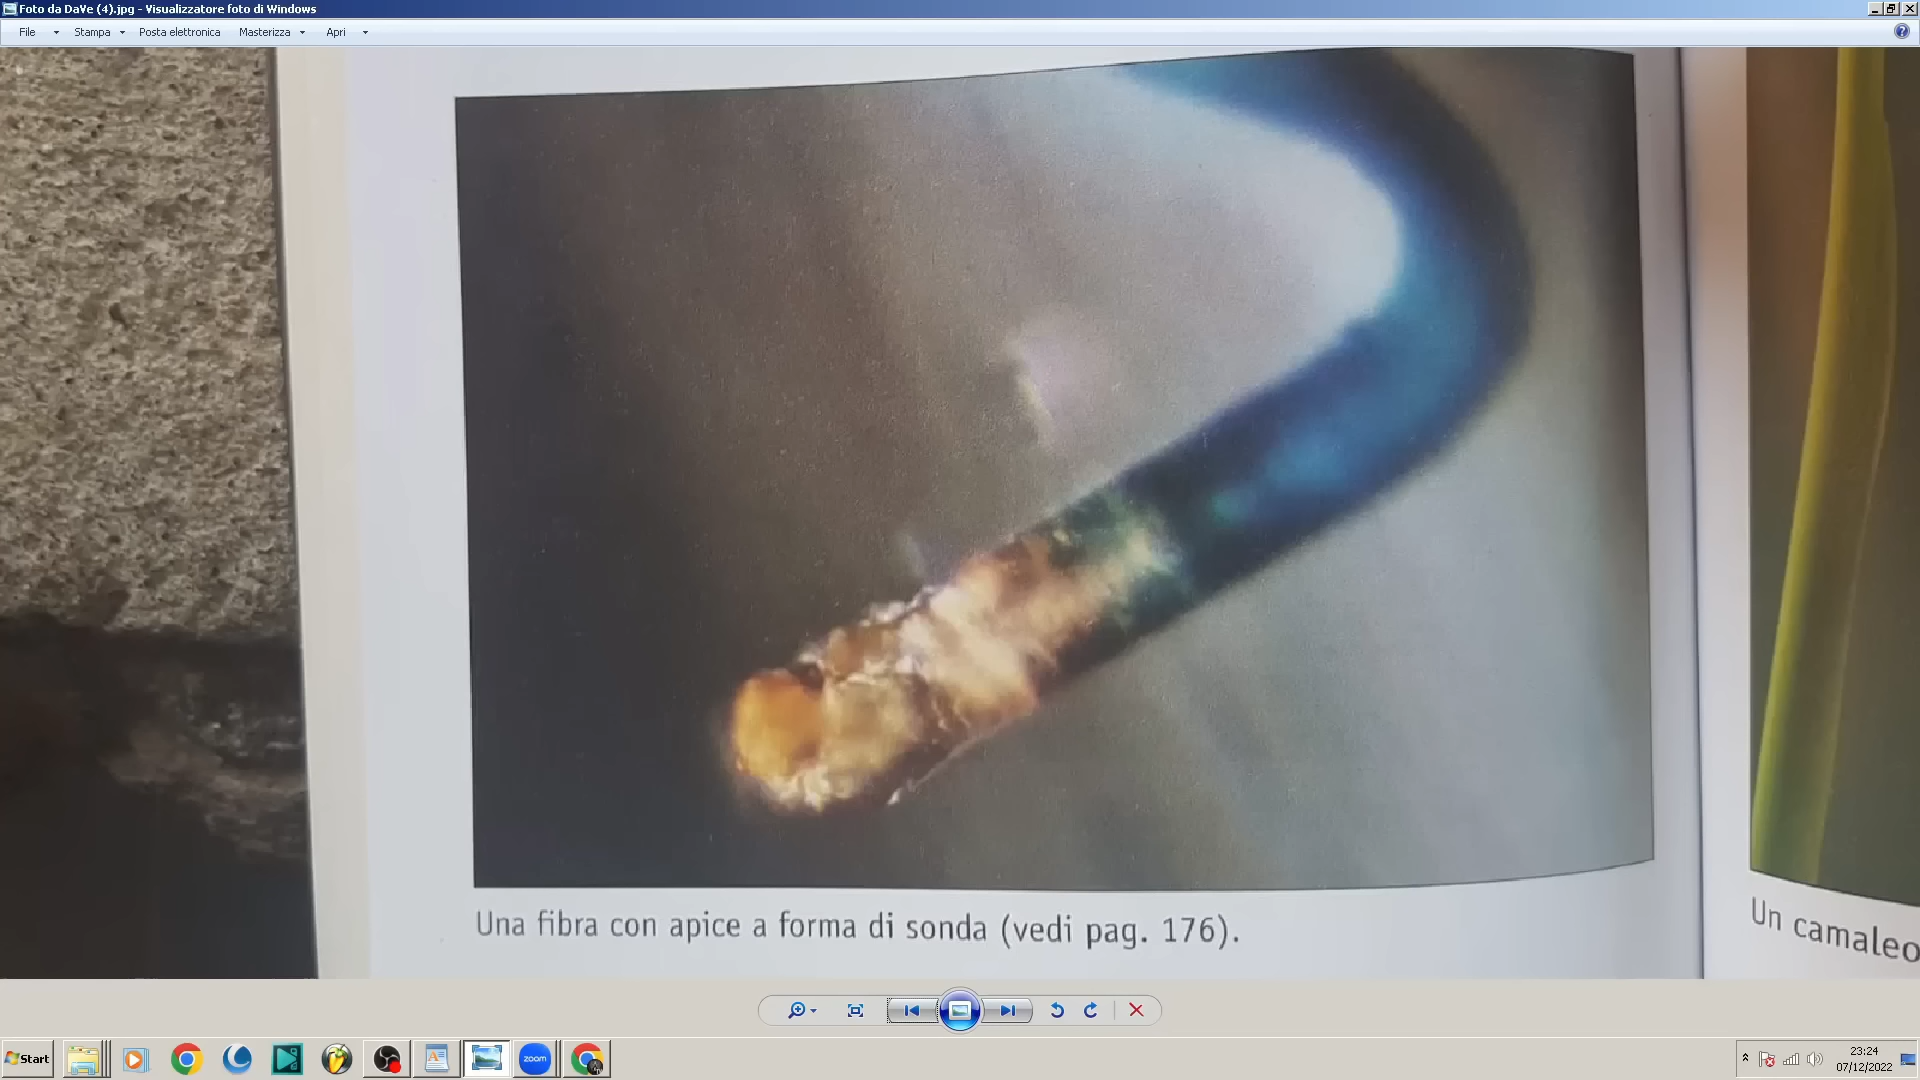 Foto da DaVe (4).jpg - Visualizzatore foto di Windows
File Stampa Posta elettronica Masterizza Apri
Una fibra con apice a forma di sonda (vedi pag. 176).
Un camaleo
Start
zoom
23:24
07/12/2022